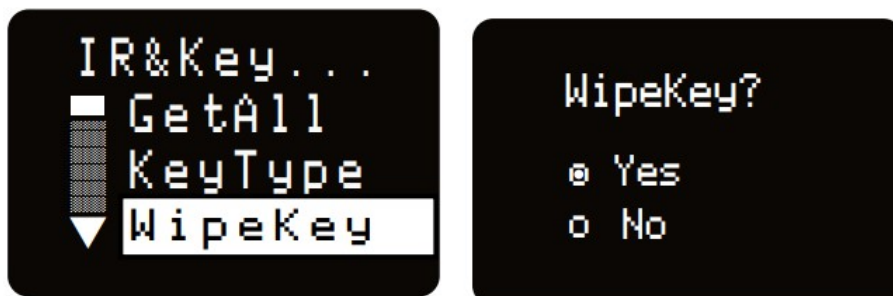 IR&Key...
GetAll
KeyType
WipeKey
WipeKey?
Yes
No